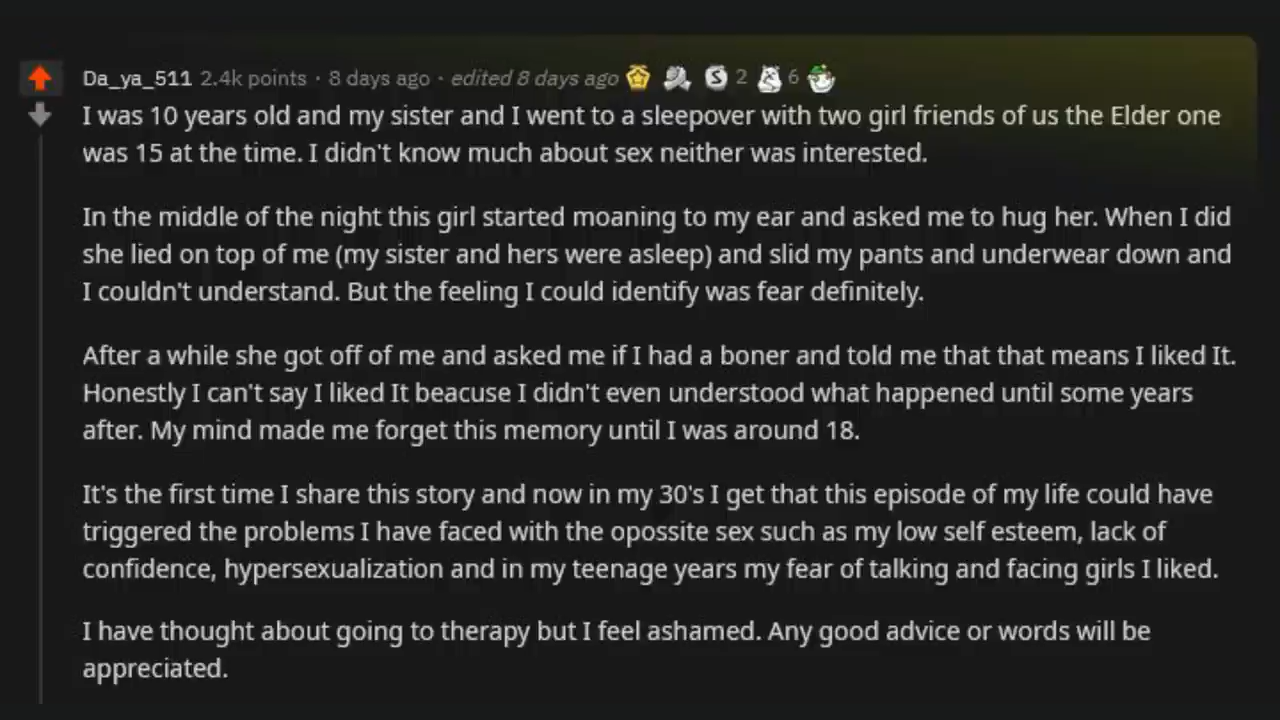 Da_ya_511 2.4k points · 8 days ago · edited 8 days ago 2 6
I was 10 years old and my sister and I went to a sleepover with two girl friends of us the Elder one
was 15 at the time. I didn't know much about sex neither was interested.
In the middle of the night this girl started moaning to my ear and asked me to hug her. When I did
she lied on top of me (my sister and hers were asleep) and slid my pants and underwear down and
I couldn't understand. But the feeling I could identify was fear definitely.
After a while she got off of me and asked me if I had a boner and told me that that means I liked It.
Honestly I can't say I liked It beacuse I didn't even understood what happened until some years
after. My mind made me forget this memory until I was around 18.
It's the first time I share this story and now in my 30's I get that this episode of my life could have
triggered the problems I have faced with the opossite sex such as my low self esteem, lack of
confidence, hypersexualization and in my teenage years my fear of talking and facing girls I liked.
I have thought about going to therapy but I feel ashamed. Any good advice or words will be
appreciated.